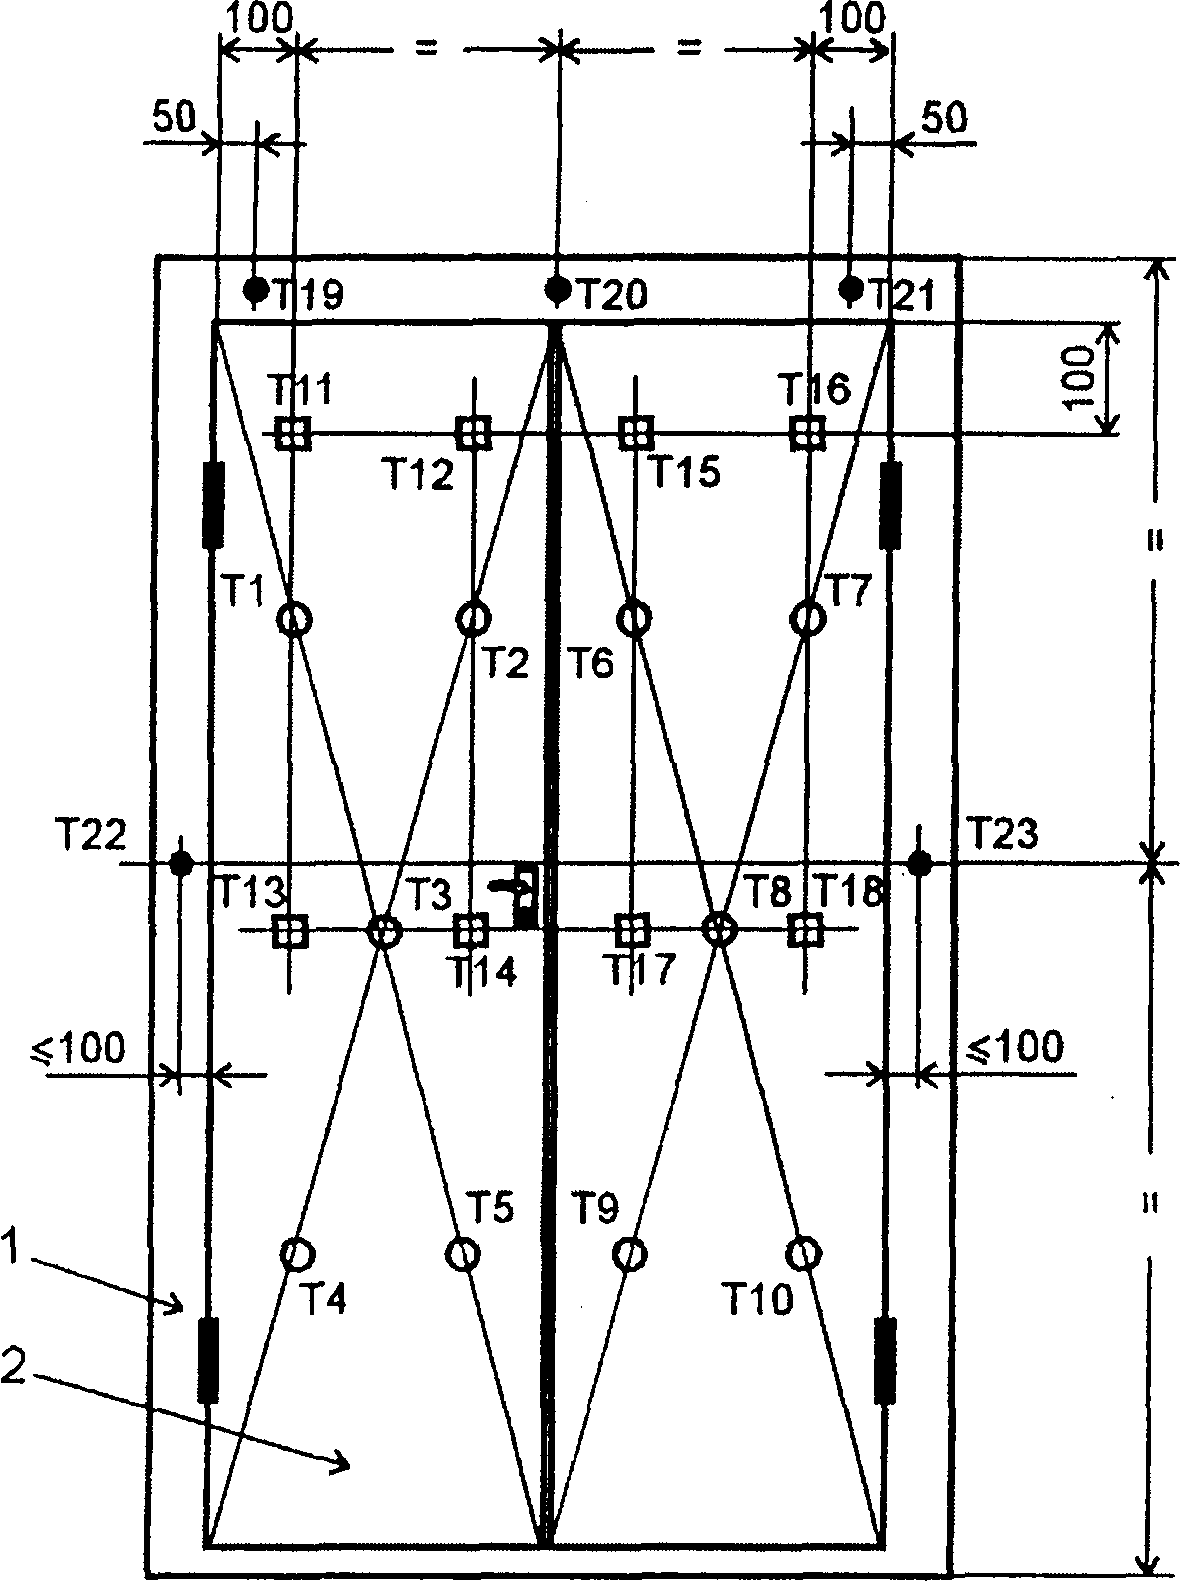 100 = = 100
50 50
T19 T20 T21
T11 T16
100
T12 T15
=
T1 T7
T2 T6
T22 T23
T13 T3 T8 T18
T14 T17
≤100 ≤100
T5 T9
=
1
T4 T10
2